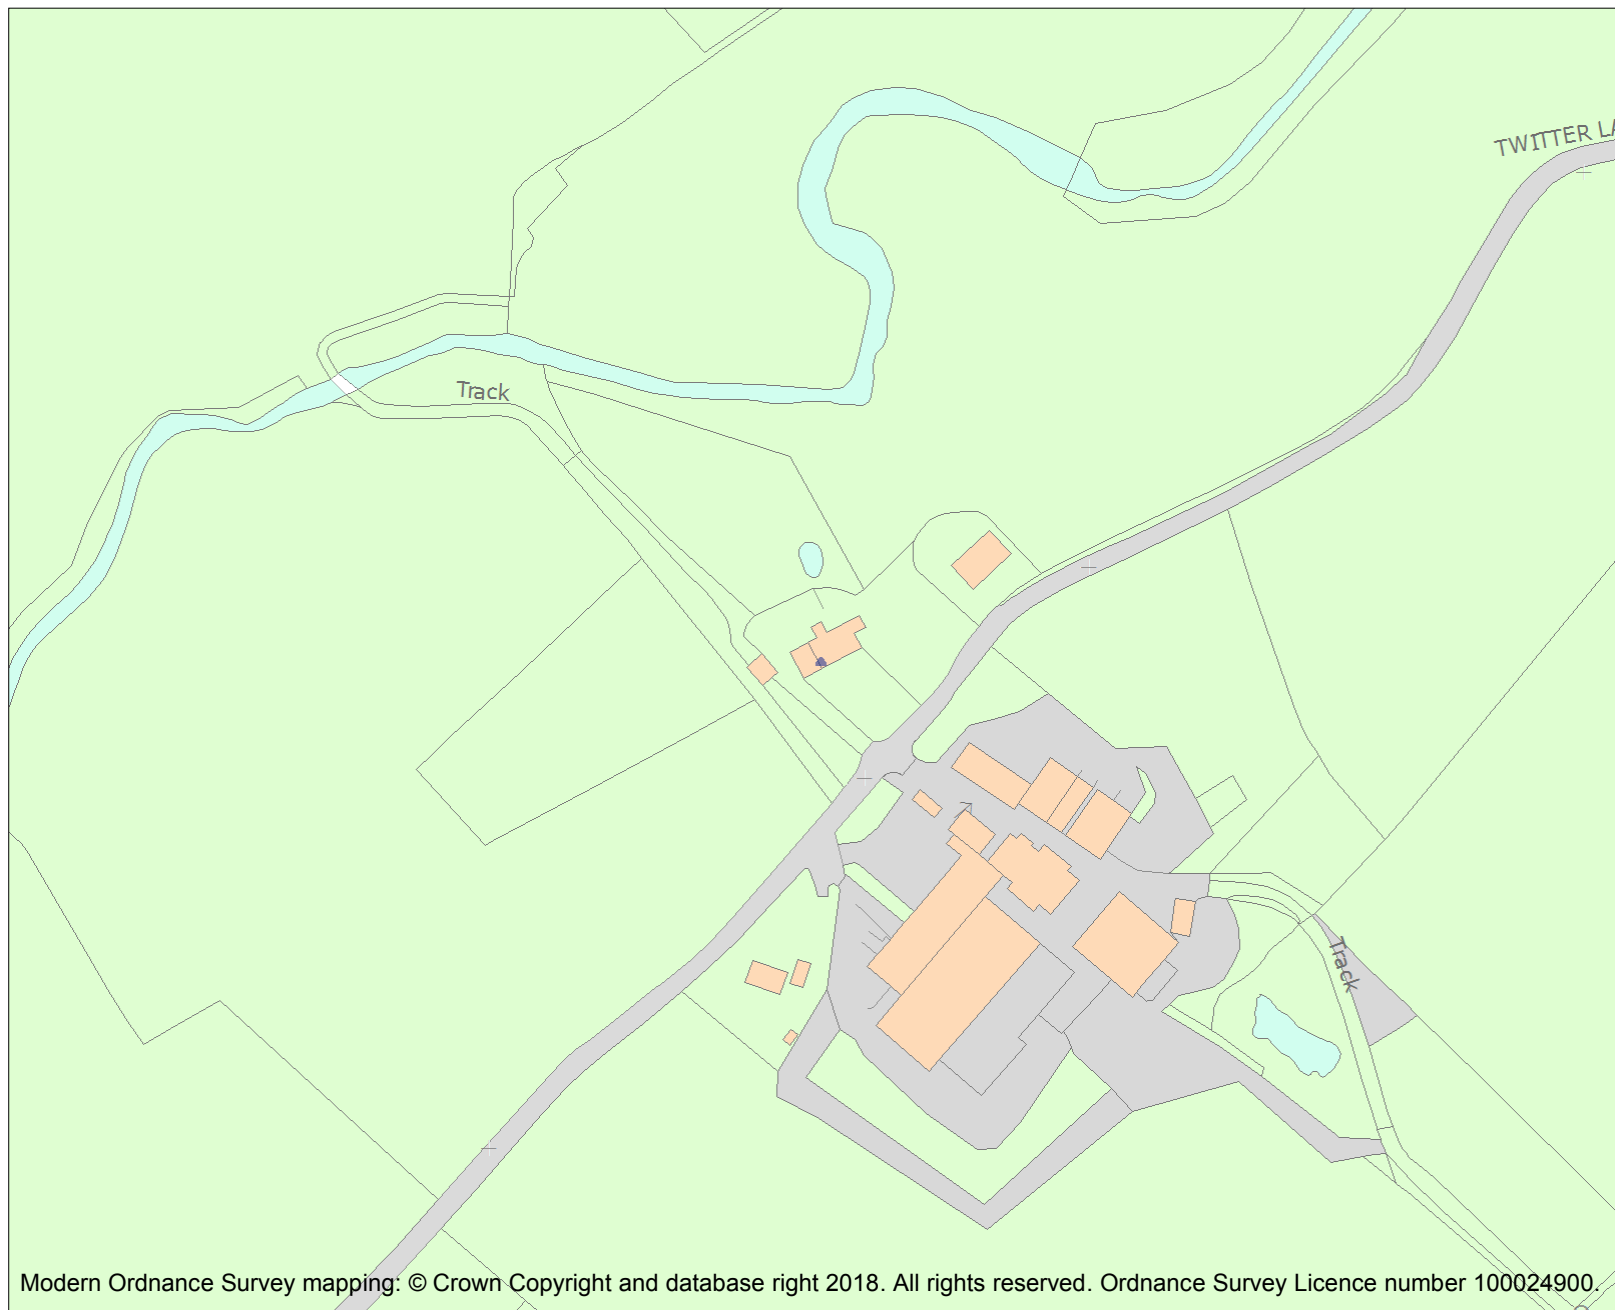 TWITTER LA
Track
Track
Modern Ordnance Survey mapping: © Crown Copyright and database right 2018. All rights reserved. Ordnance Survey Licence number 100024900.